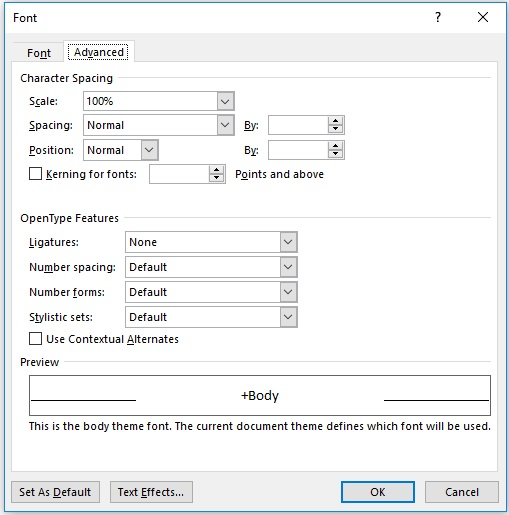 Font ?
Font Advanced
Character Spacing
Scale: 100%
Spacing: Normal By:
Position: Normal By:
Kerning for fonts: Points and above
OpenType Features
Ligatures: None
Number spacing: Default
Number forms: Default
Stylistic sets: Default
Use Contextual Alternates
Preview
+Body
This is the body theme font. The current document theme defines which font will be used.
Set As Default Text Effects... OK Cancel